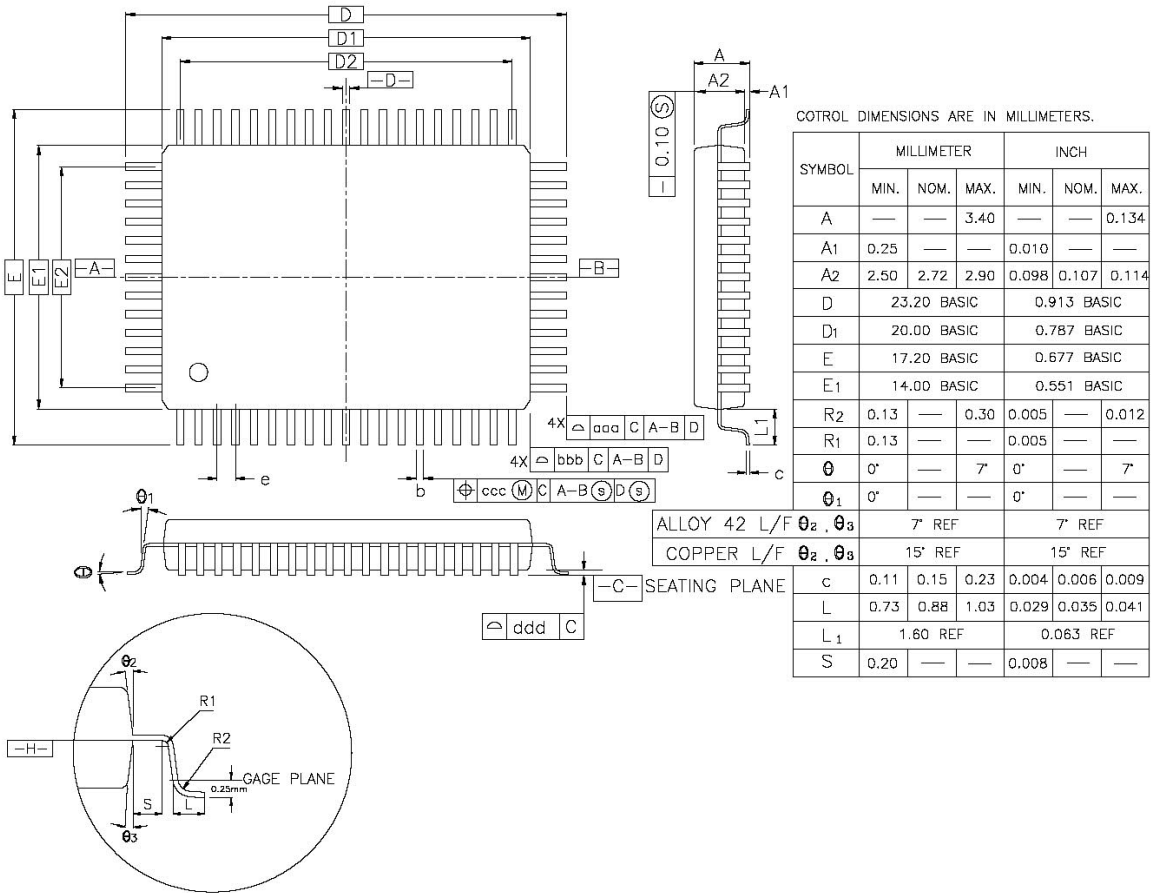 D
D1
D2
-D-
A
A2
A1
0.10 S
E
E1
E2
-A-
-B-
4X aaa C A-B D
4X bbb C A-B D
e
b
ccc M C A-B S D S
L1
c
COTROL DIMENSIONS ARE IN MILLIMETERS.
SYMBOL MILLIMETER INCH
MIN. NOM. MAX. MIN. NOM. MAX.
A — — 3.40 — — 0.134
A1 0.25 — — 0.010 — —
A2 2.50 2.72 2.90 0.098 0.107 0.114
D 23.20 BASIC 0.913 BASIC
D1 20.00 BASIC 0.787 BASIC
E 17.20 BASIC 0.677 BASIC
E1 14.00 BASIC 0.551 BASIC
R2 0.13 — 0.30 0.005 — 0.012
R1 0.13 — — 0.005 — —
θ 0° — 7° 0° — 7°
θ1 0° — — 0° — —
ALLOY 42 L/F θ2 , θ3 7° REF 7° REF
COPPER L/F θ2 , θ3 15° REF 15° REF
c 0.11 0.15 0.23 0.004 0.006 0.009
L 0.73 0.88 1.03 0.029 0.035 0.041
L1 1.60 REF 0.063 REF
S 0.20 — — 0.008 — —
θ1
θ
-C- SEATING PLANE
ddd C
θ2
R1
R2
-H-
GAGE PLANE
0.25mm
S
L
θ3